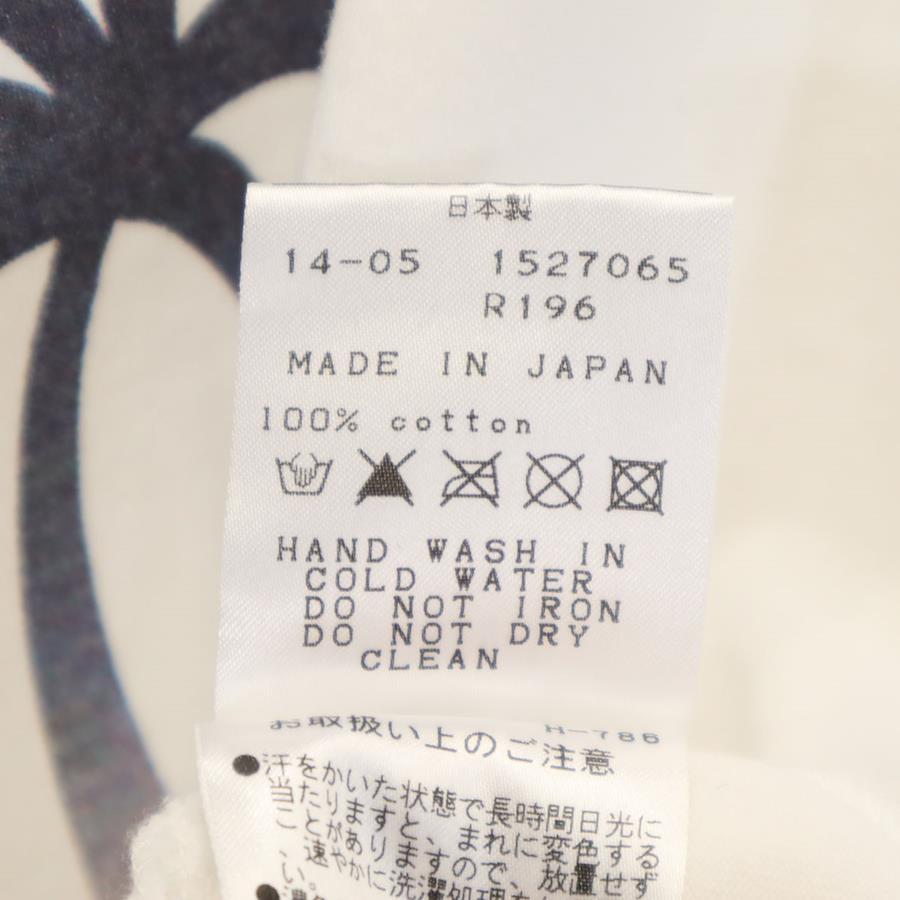 日本製
14-05 1527065
R196
MADE IN JAPAN
100% cotton
HAND WASH IN
COLD WATER
DO NOT IRON
DO NOT DRY
CLEAN
H-786
お取扱い上のご注意
●汗をかいた状態で長時間日光に
当たりますと、まれに変色する
ことがありますので、放置せず
、速やかに洗濯処理
い。